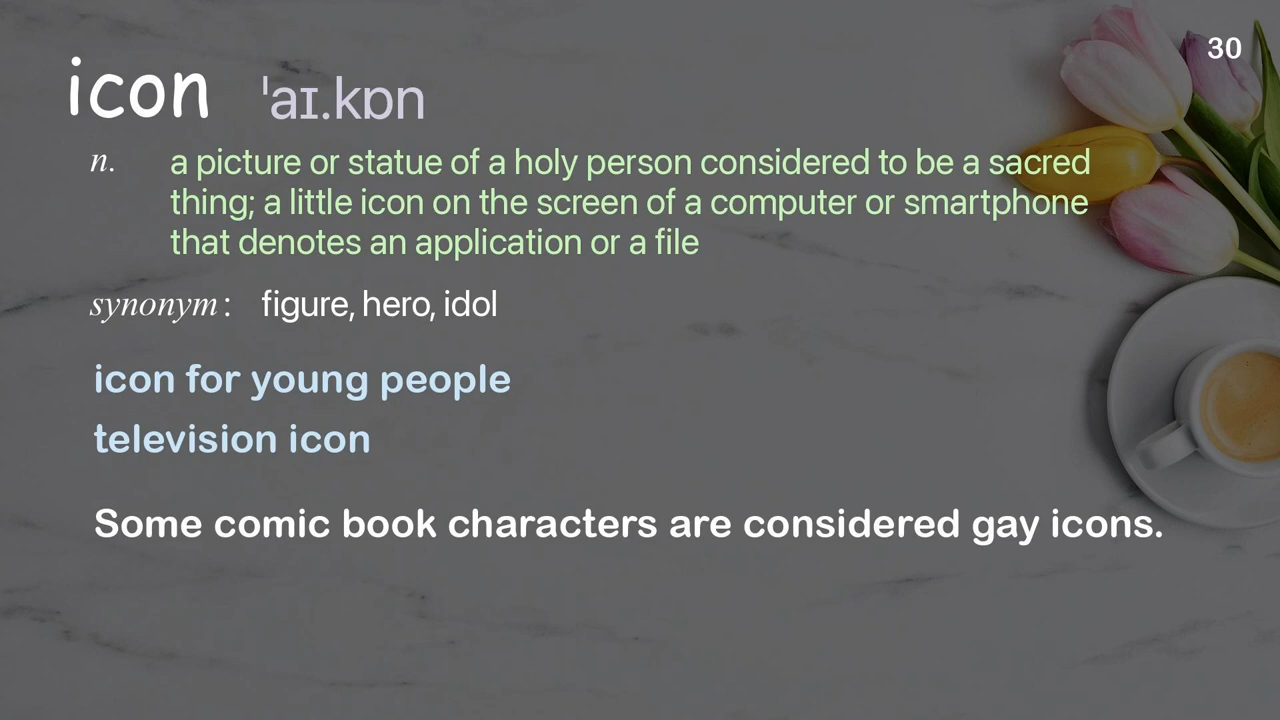 30
icon ˈaɪ.kɒn
n. a picture or statue of a holy person considered to be a sacred
thing; a little icon on the screen of a computer or smartphone
that denotes an application or a file
synonym: figure, hero, idol
icon for young people
television icon
Some comic book characters are considered gay icons.